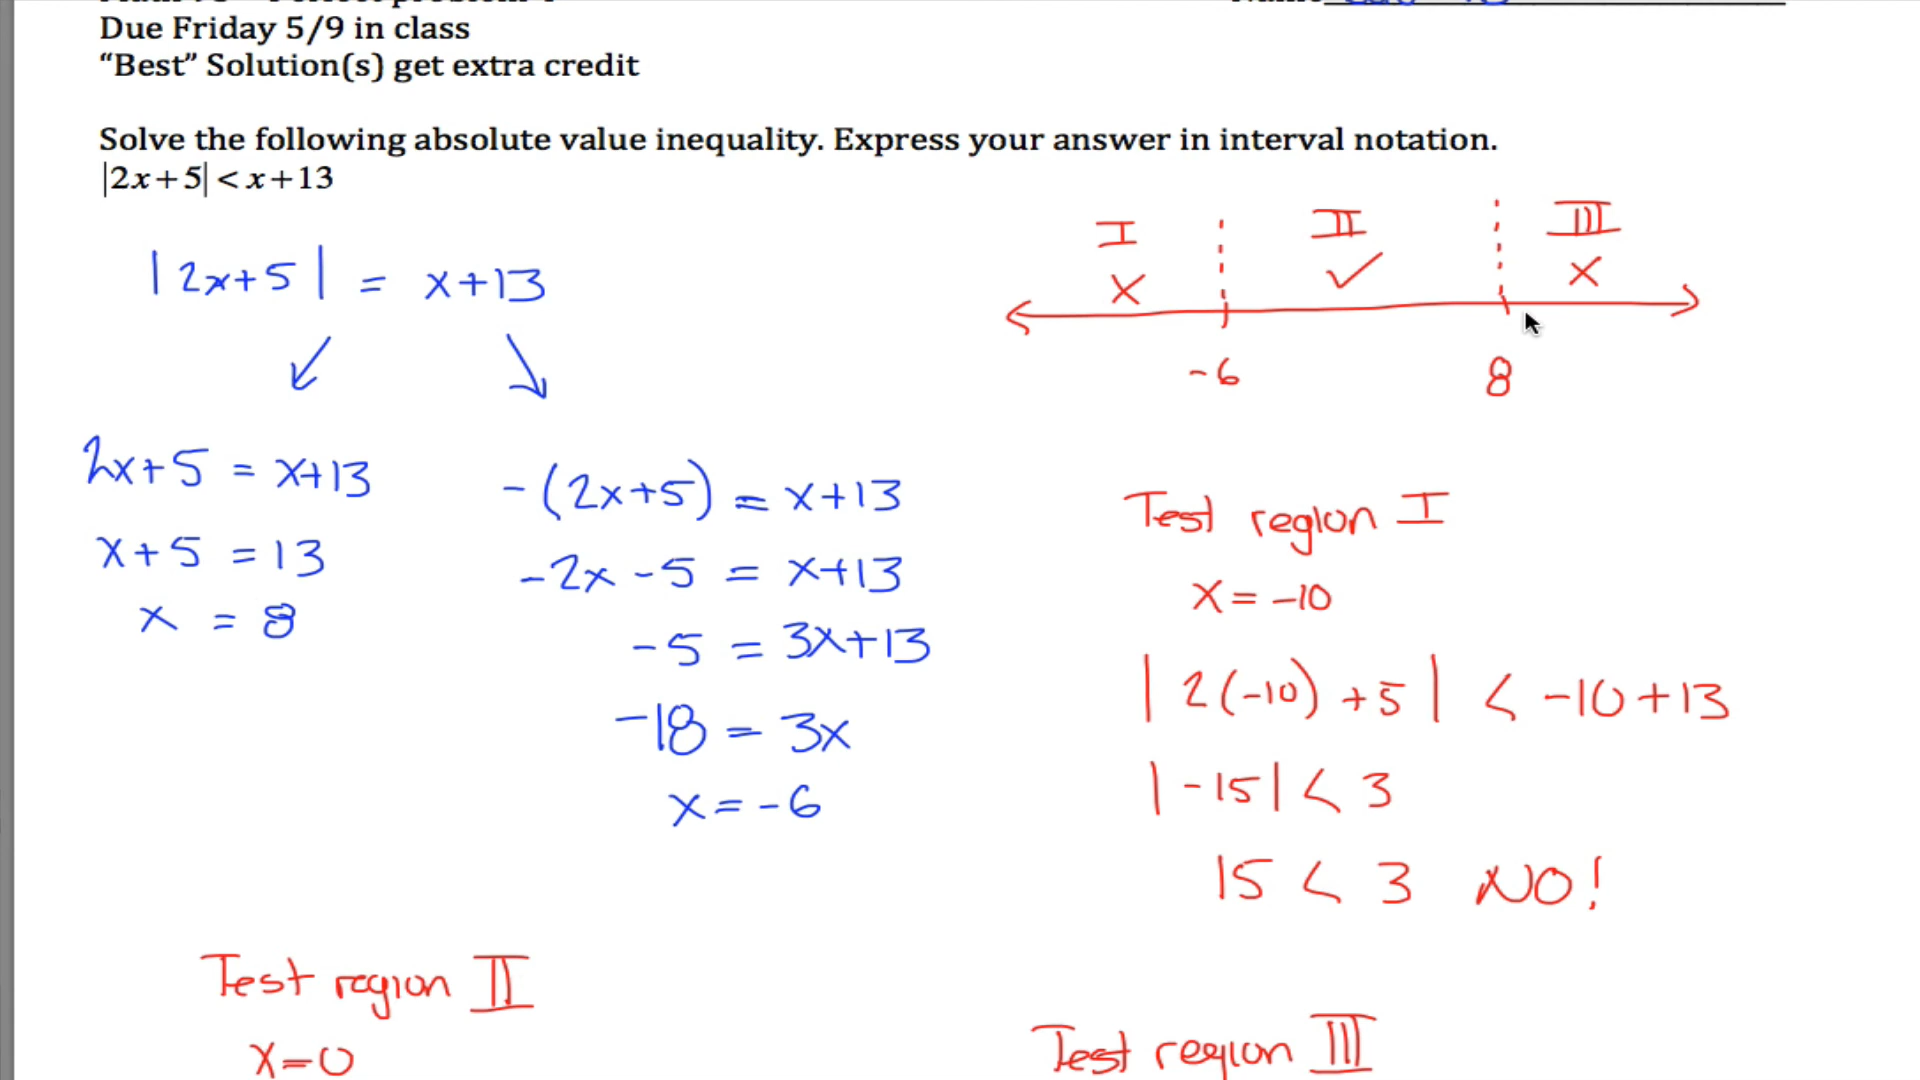 Due Friday 5/9 in class
“Best” Solution(s) get extra credit
Solve the following absolute value inequality. Express your answer in interval notation.
|2x+5| < x+13
|2x+5| = x+13
2x+5 = x+13
x+5 = 13
x = 8
-(2x+5) = x+13
-2x-5 = x+13
-5 = 3x+13
-18 = 3x
x = -6
I II III
X ✓ X
-6 8
Test region I
x = -10
|2(-10)+5| < -10+13
|-15| < 3
15 < 3 NO!
Test region II
x=0
Test region III